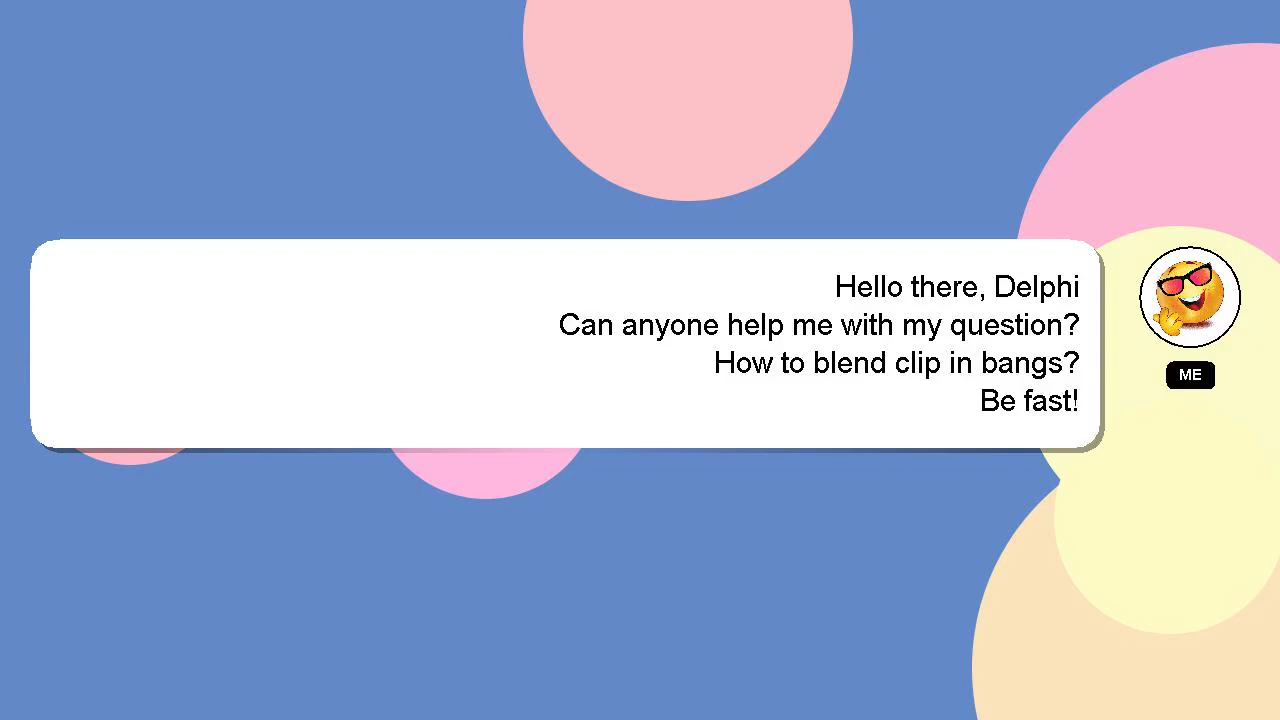 Hello there, Delphi
Can anyone help me with my question?
How to blend clip in bangs?
Be fast!
ME